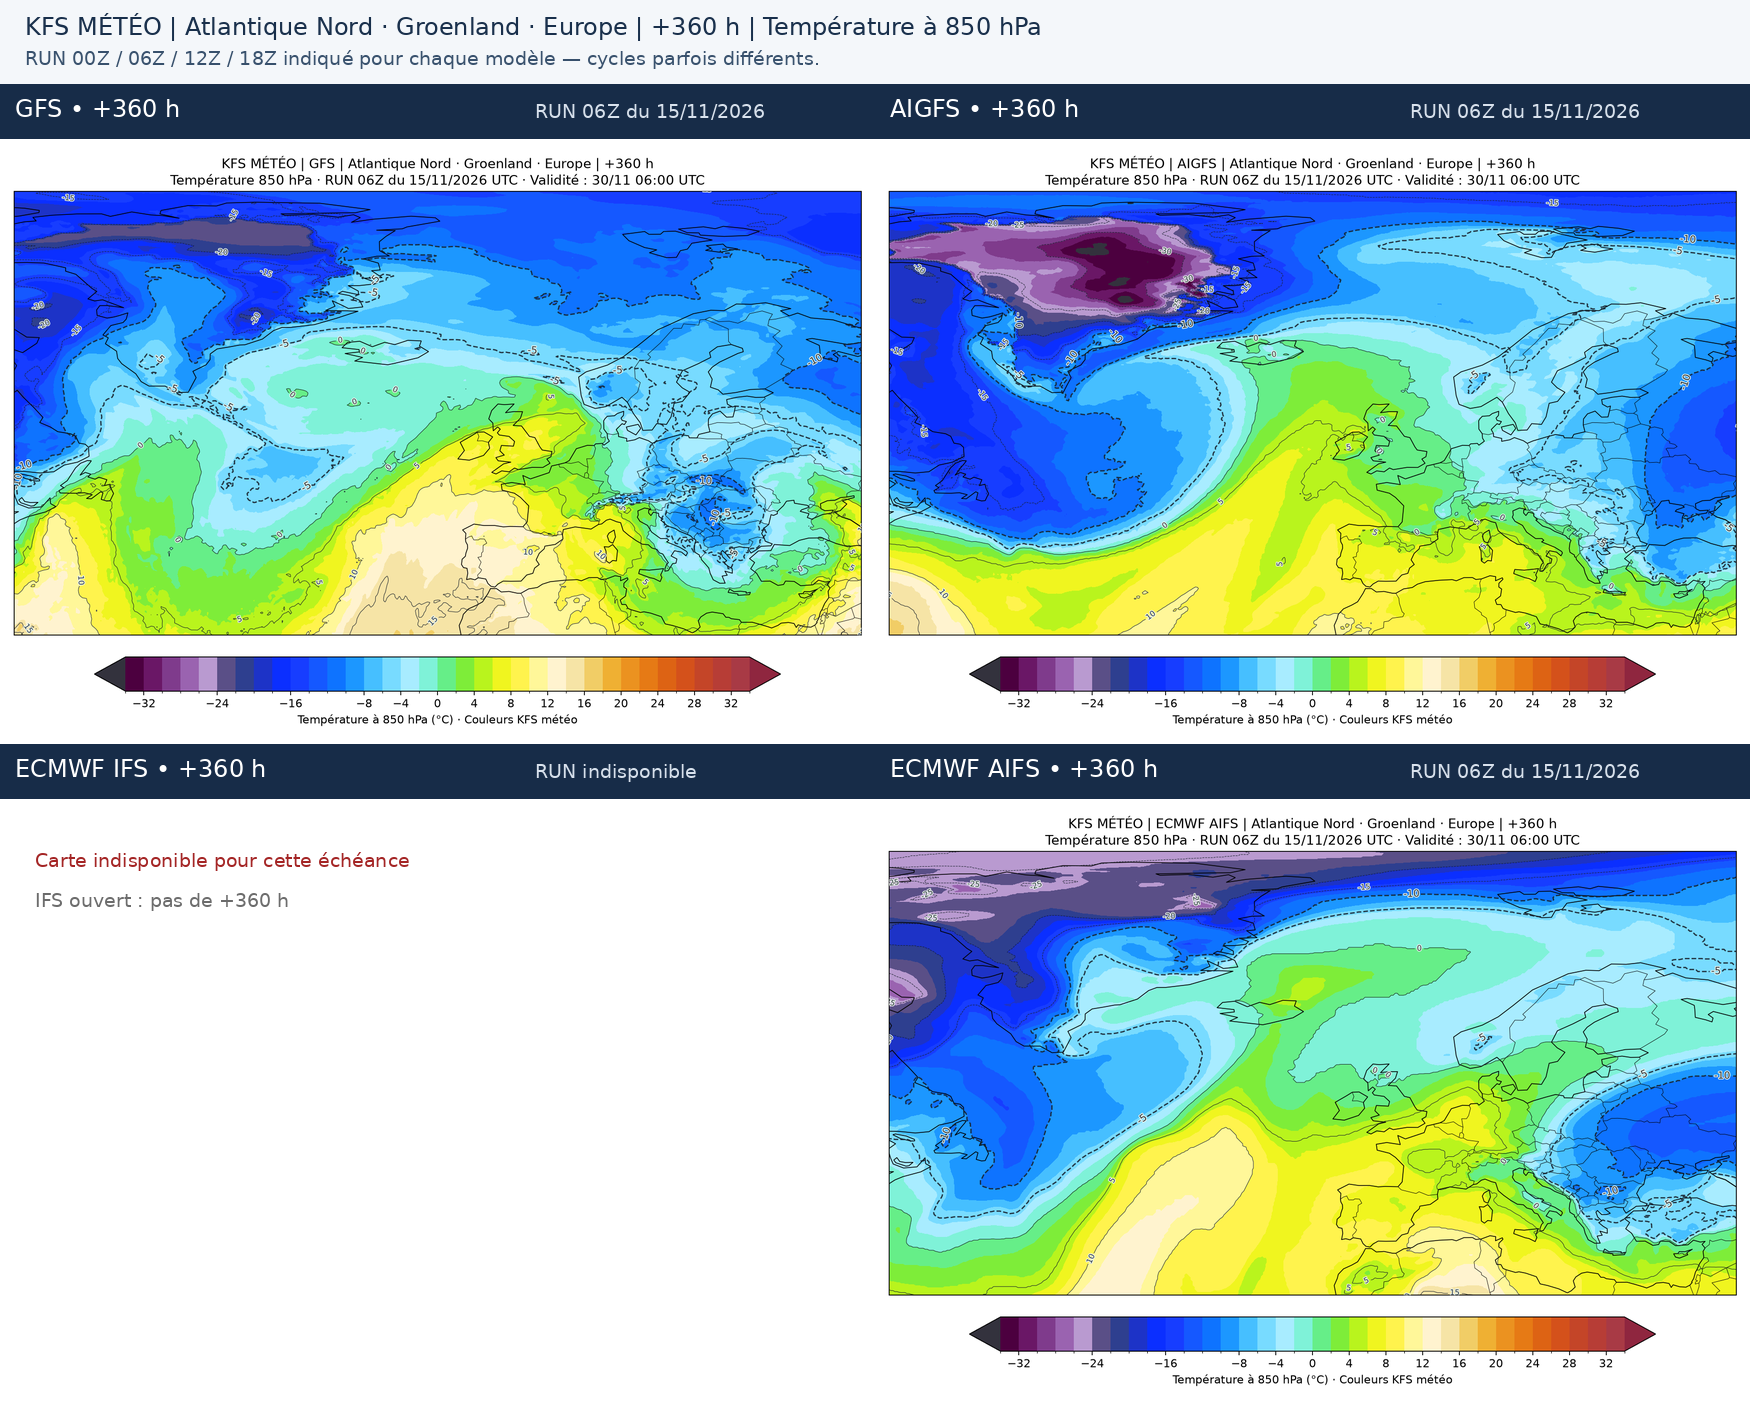 KFS MÉTÉO | Atlantique Nord · Groenland · Europe | +360 h | Température à 850 hPa
RUN 00Z / 06Z / 12Z / 18Z indiqué pour chaque modèle — cycles parfois différents.
GFS • +360 h
RUN 06Z du 15/11/2026
AIGFS • +360 h
RUN 06Z du 15/11/2026
KFS MÉTÉO | GFS | Atlantique Nord · Groenland · Europe | +360 h
Température 850 hPa · RUN 06Z du 15/11/2026 UTC · Validité : 30/11 06:00 UTC
KFS MÉTÉO | AIGFS | Atlantique Nord · Groenland · Europe | +360 h
Température 850 hPa · RUN 06Z du 15/11/2026 UTC · Validité : 30/11 06:00 UTC
−32 −24 −16 −8 −4 0 4 8 12 16 20 24 28 32
Température à 850 hPa (°C) · Couleurs KFS météo
−32 −24 −16 −8 −4 0 4 8 12 16 20 24 28 32
Température à 850 hPa (°C) · Couleurs KFS météo
ECMWF IFS • +360 h
RUN indisponible
ECMWF AIFS • +360 h
RUN 06Z du 15/11/2026
Carte indisponible pour cette échéance
IFS ouvert : pas de +360 h
KFS MÉTÉO | ECMWF AIFS | Atlantique Nord · Groenland · Europe | +360 h
Température 850 hPa · RUN 06Z du 15/11/2026 UTC · Validité : 30/11 06:00 UTC
−32 −24 −16 −8 −4 0 4 8 12 16 20 24 28 32
Température à 850 hPa (°C) · Couleurs KFS météo